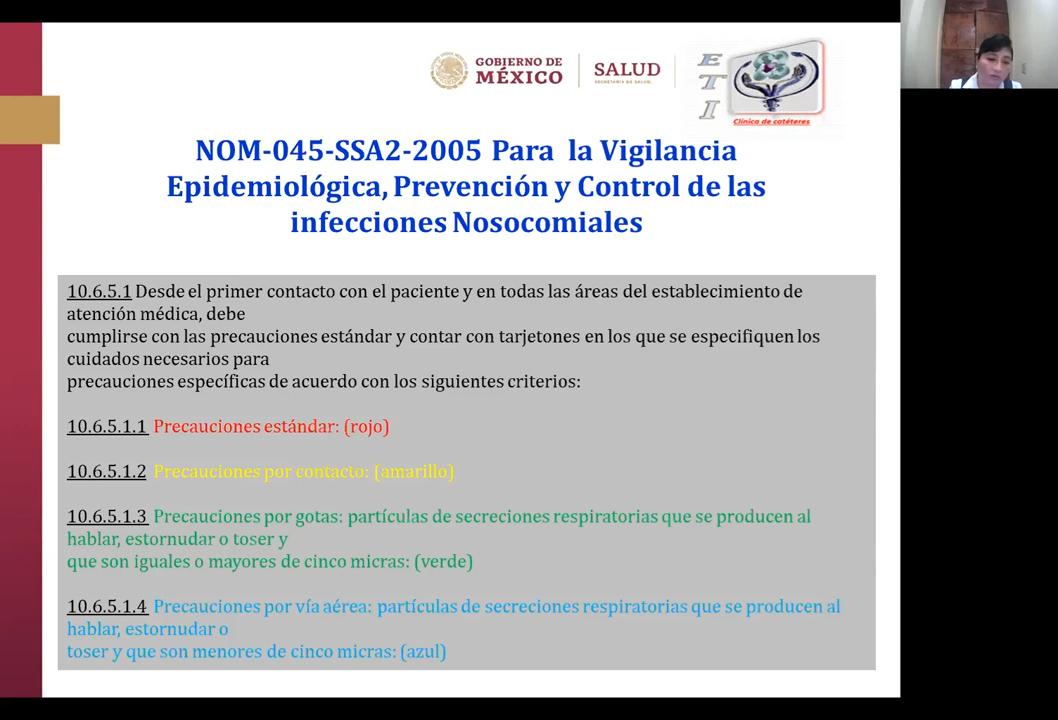 GOBIERNO DE
MÉXICO
SALUD
SECRETARÍA DE SALUD
ETI
Clínica de catéteres
NOM-045-SSA2-2005 Para la Vigilancia
Epidemiológica, Prevención y Control de las
infecciones Nosocomiales
10.6.5.1 Desde el primer contacto con el paciente y en todas las áreas del establecimiento de
atención médica, debe
cumplirse con las precauciones estándar y contar con tarjetones en los que se especifiquen los
cuidados necesarios para
precauciones específicas de acuerdo con los siguientes criterios:
10.6.5.1.1 Precauciones estándar: (rojo)
10.6.5.1.2 Precauciones por contacto: (amarillo)
10.6.5.1.3 Precauciones por gotas: partículas de secreciones respiratorias que se producen al
hablar, estornudar o toser y
que son iguales o mayores de cinco micras: (verde)
10.6.5.1.4 Precauciones por vía aérea: partículas de secreciones respiratorias que se producen al
hablar, estornudar o
toser y que son menores de cinco micras: (azul)